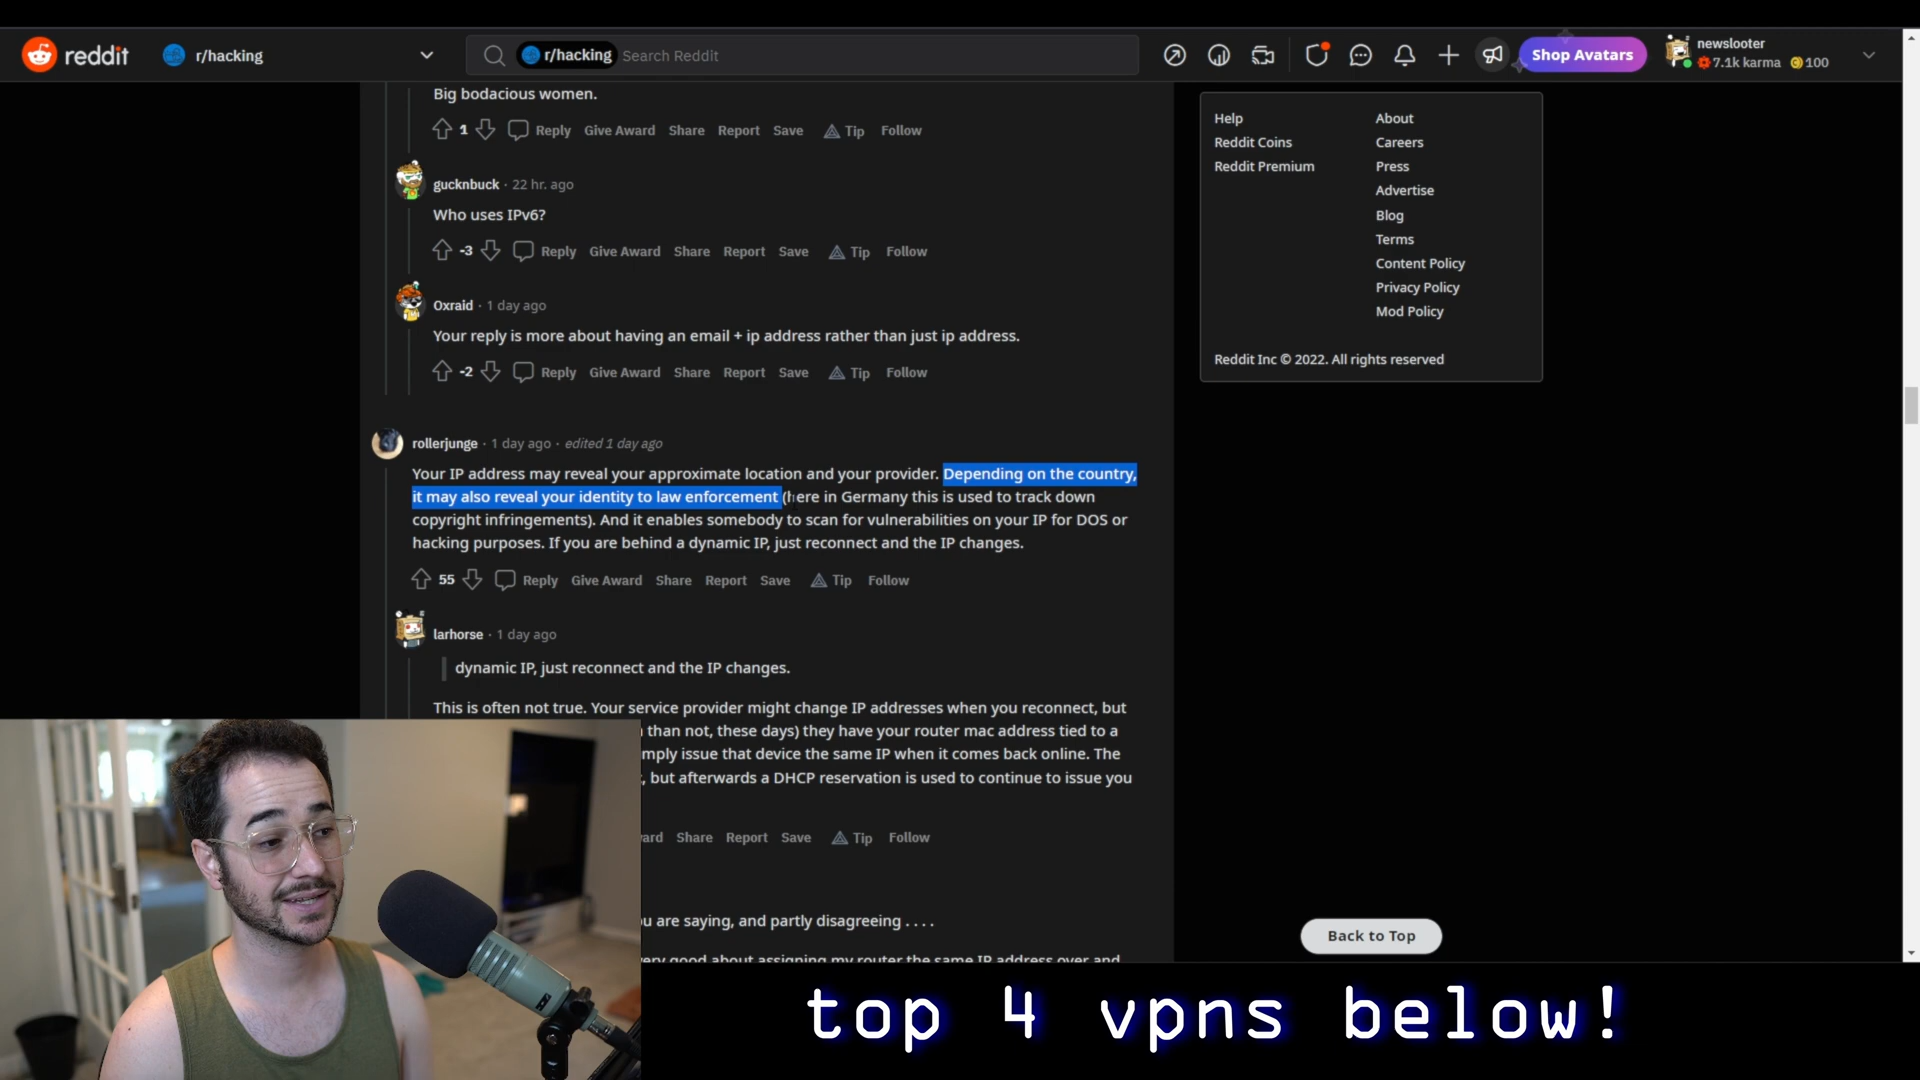 reddit
r/hacking
r/hacking Search Reddit
Shop Avatars
newslooter
7.1k karma 100
Big bodacious women.
1 Reply Give Award Share Report Save Tip Follow
gucknbuck · 22 hr. ago
Who uses IPv6?
-3 Reply Give Award Share Report Save Tip Follow
Oxraid · 1 day ago
Your reply is more about having an email + ip address rather than just ip address.
-2 Reply Give Award Share Report Save Tip Follow
rollerjunge · 1 day ago · edited 1 day ago
Your IP address may reveal your approximate location and your provider. Depending on the country,
it may also reveal your identity to law enforcement (here in Germany this is used to track down
copyright infringements). And it enables somebody to scan for vulnerabilities on your IP for DOS or
hacking purposes. If you are behind a dynamic IP, just reconnect and the IP changes.
55 Reply Give Award Share Report Save Tip Follow
larhorse · 1 day ago
dynamic IP, just reconnect and the IP changes.
This is often not true. Your service provider might change IP addresses when you reconnect, but
than not, these days) they have your router mac address tied to a
issue that device the same IP when it comes back online. The
but afterwards a DHCP reservation is used to continue to issue you
Share Report Save Tip Follow
are saying, and partly disagreeing . . . .
good about assigning my router the same IP address over and
Help
Reddit Coins
Reddit Premium
About
Careers
Press
Advertise
Blog
Terms
Content Policy
Privacy Policy
Mod Policy
Reddit Inc © 2022. All rights reserved
Back to Top
top 4 vpns below!